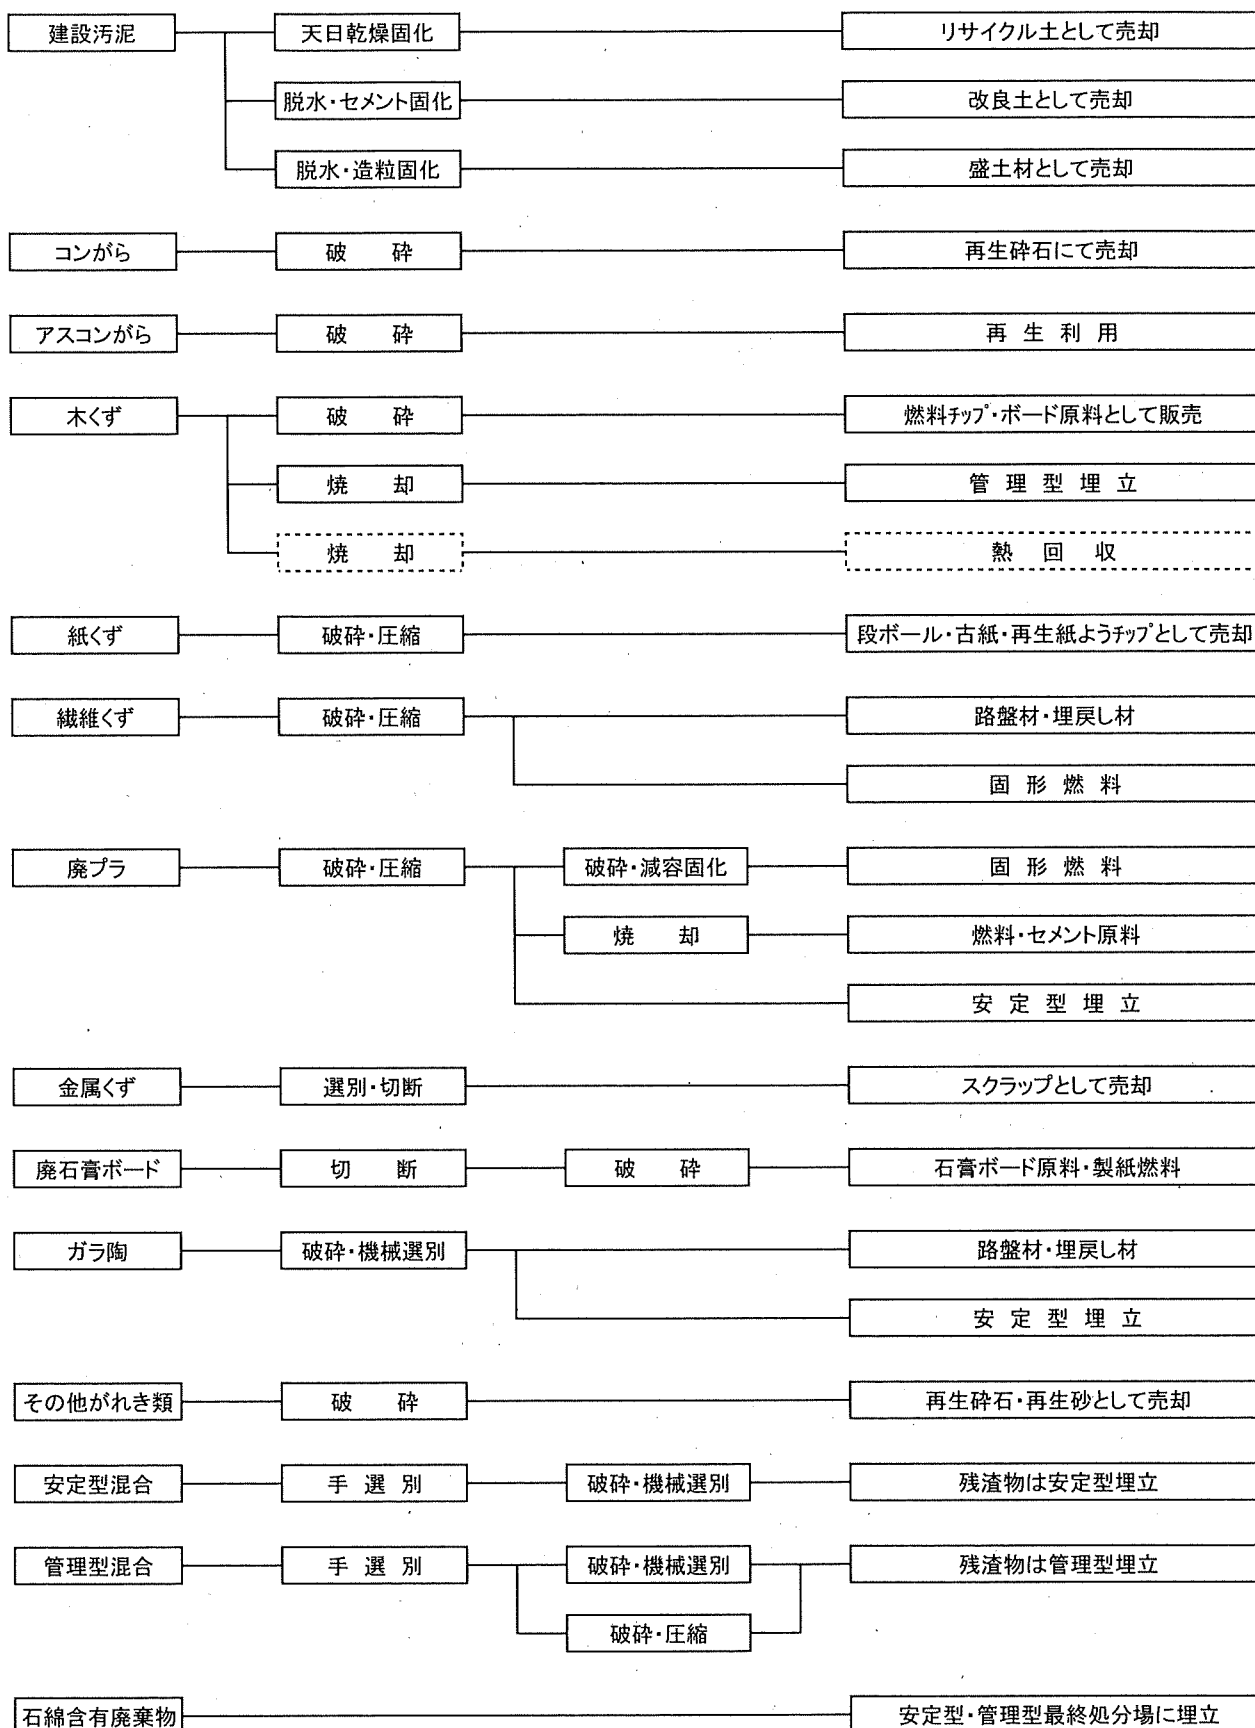 建設汚泥 天日乾燥固化 リサイクル土として売却
脱水・セメント固化 改良土として売却
脱水・造粒固化 盛土材として売却
コンがら 破　砕 再生砕石にて売却
アスコンがら 破　砕 再 生 利 用
木くず 破　砕 燃料チップ・ボード原料として販売
焼　却 管 理 型 埋 立
焼　却 熱　回　収
紙くず 破砕・圧縮 段ボール・古紙・再生紙ようチップとして売却
繊維くず 破砕・圧縮 路盤材・埋戻し材
固 形 燃 料
廃プラ 破砕・圧縮 破砕・減容固化 固 形 燃 料
焼　却 燃料・セメント原料
安 定 型 埋 立
金属くず 選別・切断 スクラップとして売却
廃石膏ボード 切　断 破　砕 石膏ボード原料・製紙燃料
ガラ陶 破砕・機械選別 路盤材・埋戻し材
安 定 型 埋 立
その他がれき類 破　砕 再生砕石・再生砂として売却
安定型混合 手 選 別 破砕・機械選別 残渣物は安定型埋立
管理型混合 手 選 別 破砕・機械選別 残渣物は管理型埋立
破砕・圧縮
石綿含有廃棄物 安定型・管理型最終処分場に埋立